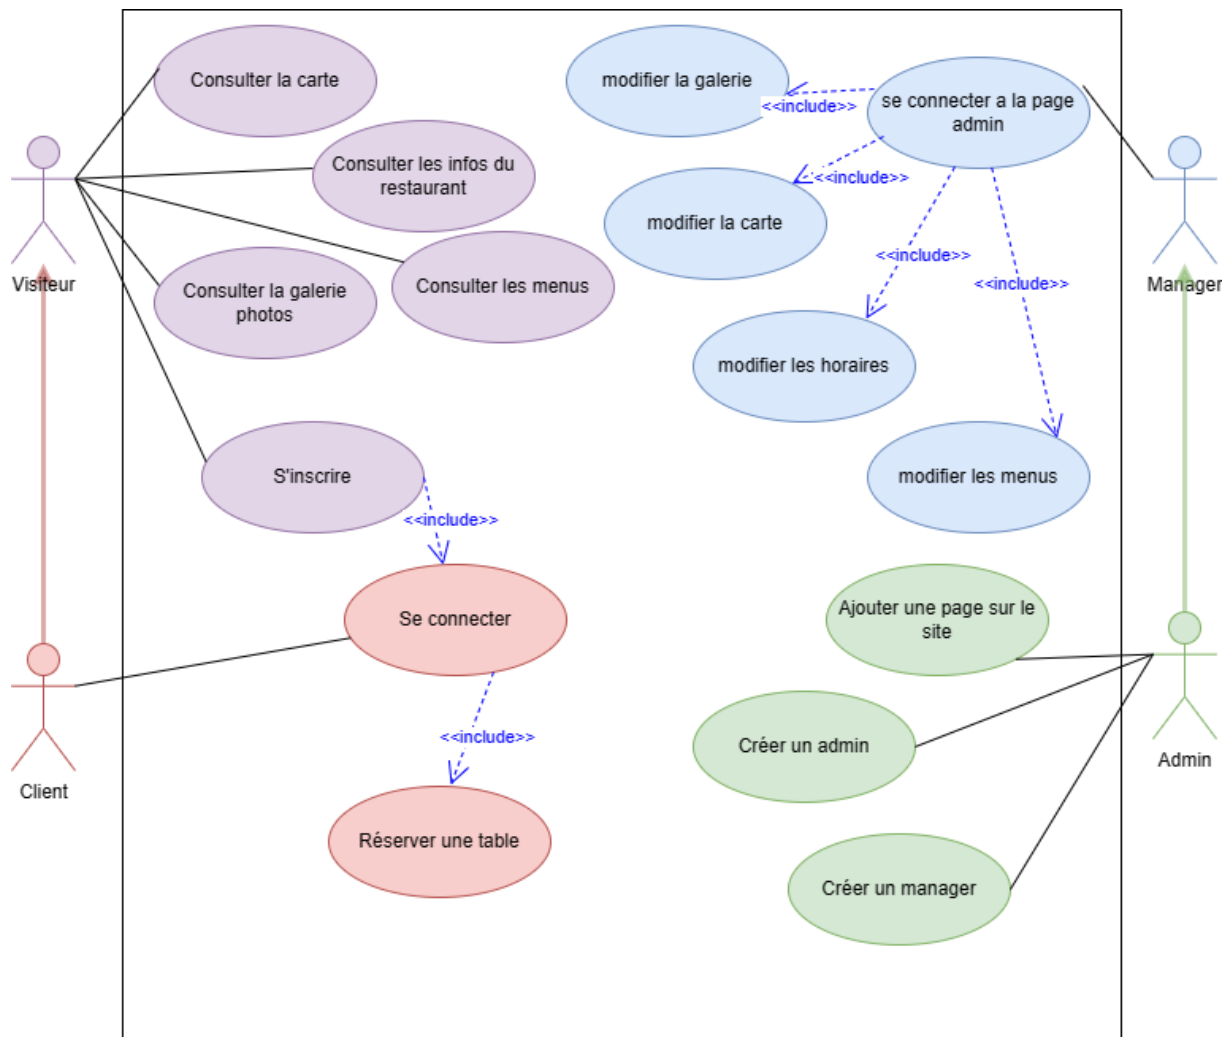 Consulter la carte
modifier la galerie
se connecter a la page
admin
<<include>>
Consulter les infos du
restaurant
<<include>>
modifier la carte
<<include>>
<<include>>
Visiteur
Manager
Consulter la galerie
photos
Consulter les menus
modifier les horaires
S'inscrire
modifier les menus
<<include>>
Se connecter
Ajouter une page sur le
site
<<include>>
Créer un admin
Client
Admin
Réserver une table
Créer un manager